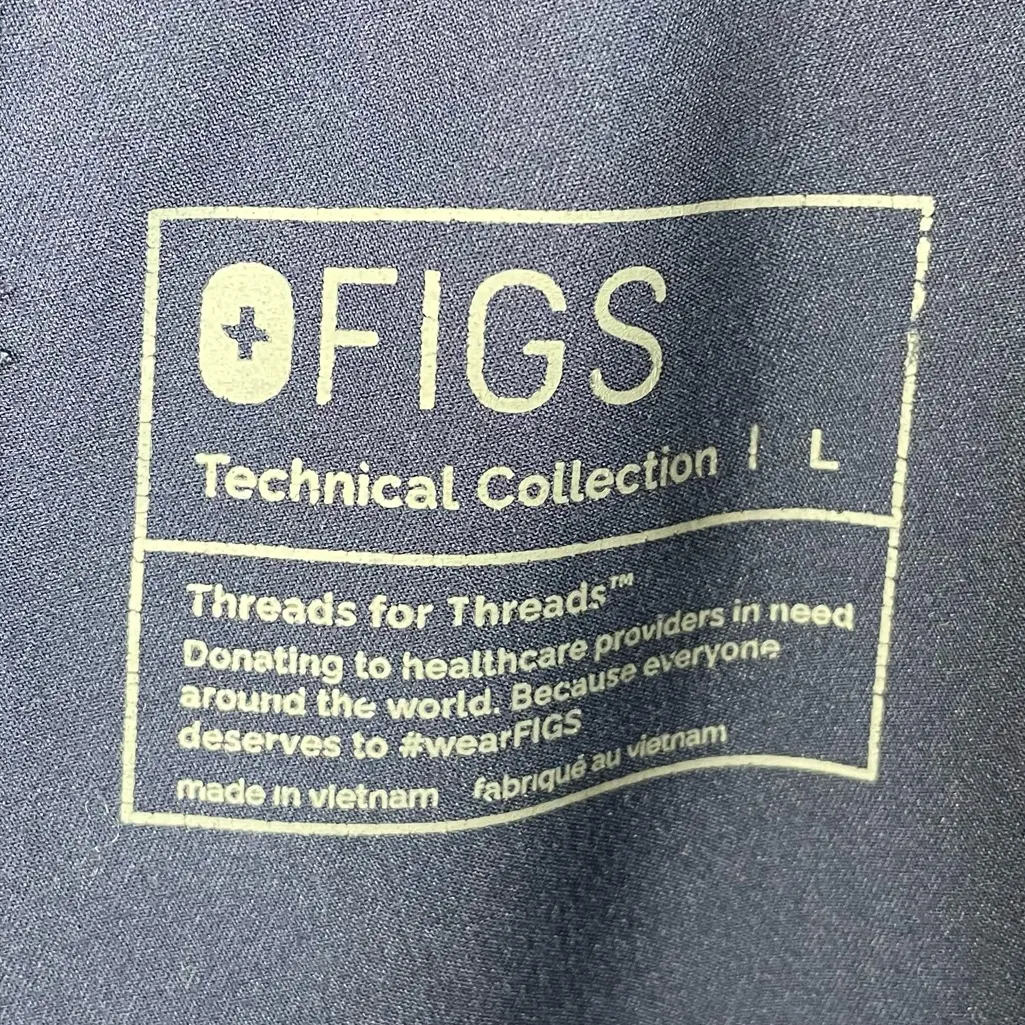 FIGS
Technical Collection | L
Threads for Threads™
Donating to healthcare providers in need
around the world. Because everyone
deserves to #wearFIGS
made in vietnam fabriqué au vietnam